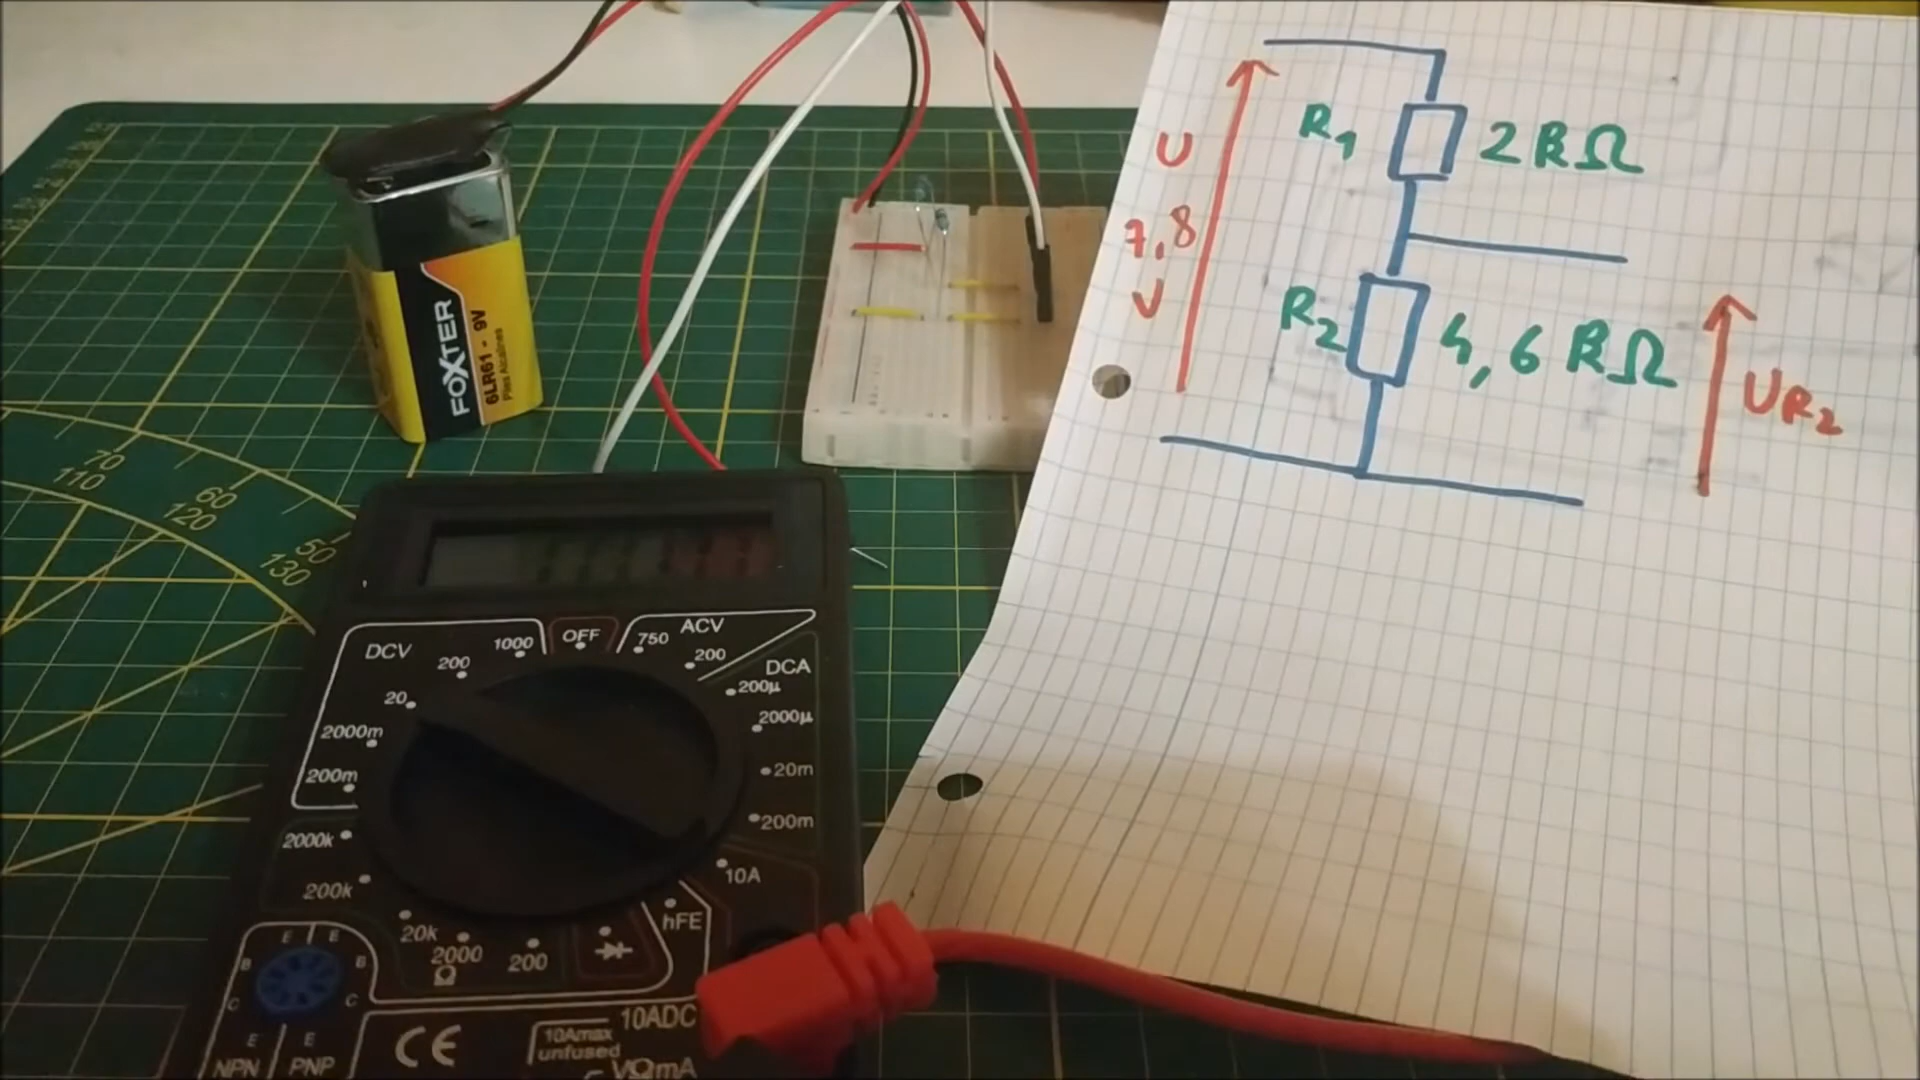 FOXTER
6LR61 - 9V
Piles Alcalines
70
110
60
120
50
130
U
7,8
V
R1
2kΩ
R2
4,6 kΩ
UR2
DCV
1000
OFF
750
ACV
200
200
DCA
20
200µ
2000m
2000µ
200m
20m
2000k
200m
200k
10A
20k
2000
Ω
200
hFE
E
E
B
B
C
C
E
E
NPN
PNP
CE
10Amax
unfused
10ADC
VΩmA